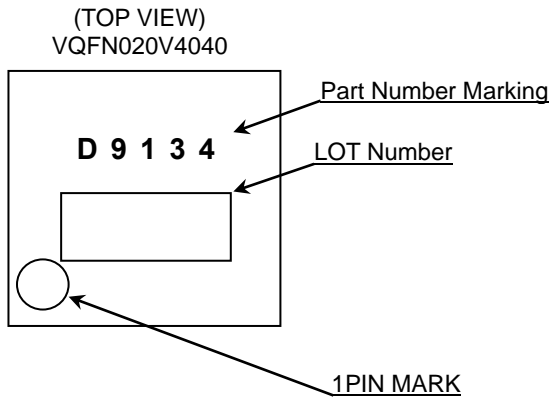 (TOP VIEW)
VQFN020V4040
Part Number Marking
D 9 1 3 4
LOT Number
1PIN MARK